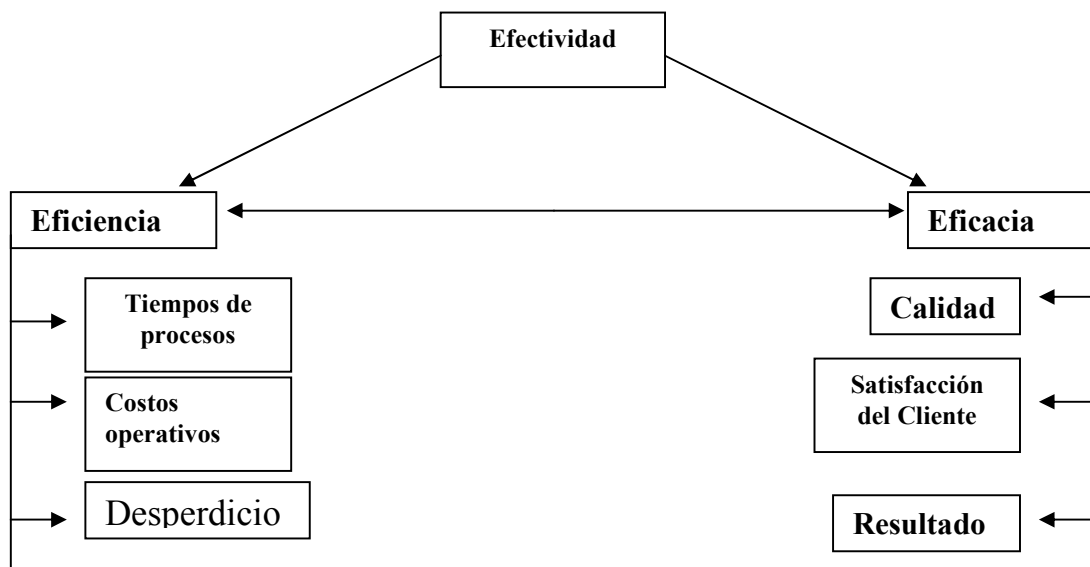 Efectividad
Eficiencia
Eficacia
Tiempos de
procesos
Calidad
Costos
operativos
Satisfacción
del Cliente
Desperdicio
Resultado